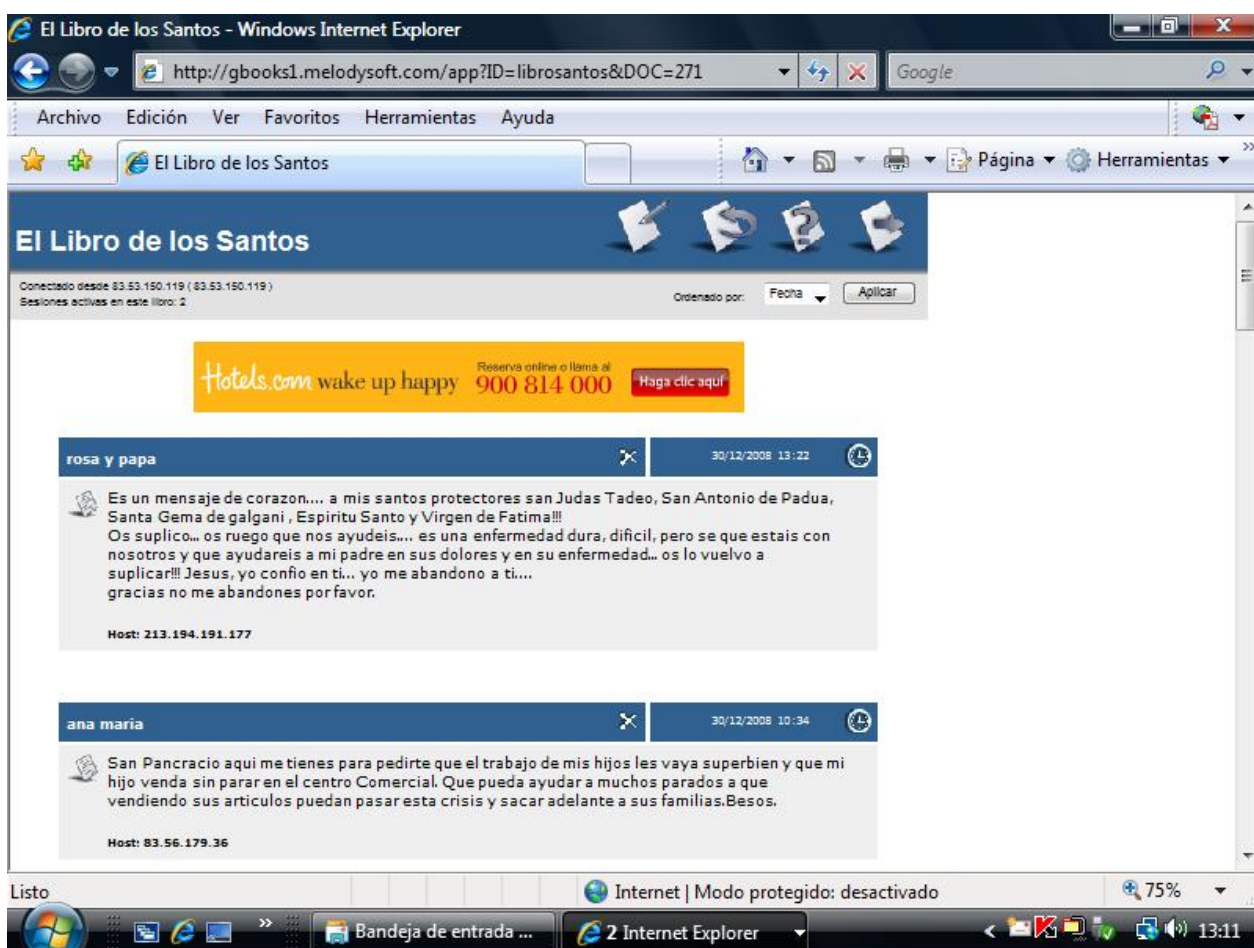 El Libro de los Santos - Windows Internet Explorer
http://gbooks1.melodysoft.com/app?ID=librosantos&DOC=271
Google
Archivo Edición Ver Favoritos Herramientas Ayuda
El Libro de los Santos
Página Herramientas
El Libro de los Santos
Conectado desde 83.53.150.119 ( 83.53.150.119 )
Sesiones activas en este libro: 2
Ordenado por: Fecha Aplicar
Hotels.com wake up happy
Reserva online o llama al
900 814 000
Haga clic aquí
rosa y papa 30/12/2008 13:22
Es un mensaje de corazon.... a mis santos protectores san Judas Tadeo, San Antonio de Padua,
Santa Gema de galgani , Espiritu Santo y Virgen de Fatima!!!
Os suplico... os ruego que nos ayudeis.... es una enfermedad dura, dificil, pero se que estais con
nosotros y que ayudareis a mi padre en sus dolores y en su enfermedad... os lo vuelvo a
suplicar!!! Jesus, yo confio en ti... yo me abandono a ti....
gracias no me abandones por favor.
Host: 213.194.191.177
ana maria 30/12/2008 10:34
San Pancracio aqui me tienes para pedirte que el trabajo de mis hijos les vaya superbien y que mi
hijo venda sin parar en el centro Comercial. Que pueda ayudar a muchos parados a que
vendiendo sus articulos puedan pasar esta crisis y sacar adelante a sus familias.Besos.
Host: 83.56.179.36
Listo
Internet | Modo protegido: desactivado
75%
Bandeja de entrada ...
2 Internet Explorer
13:11